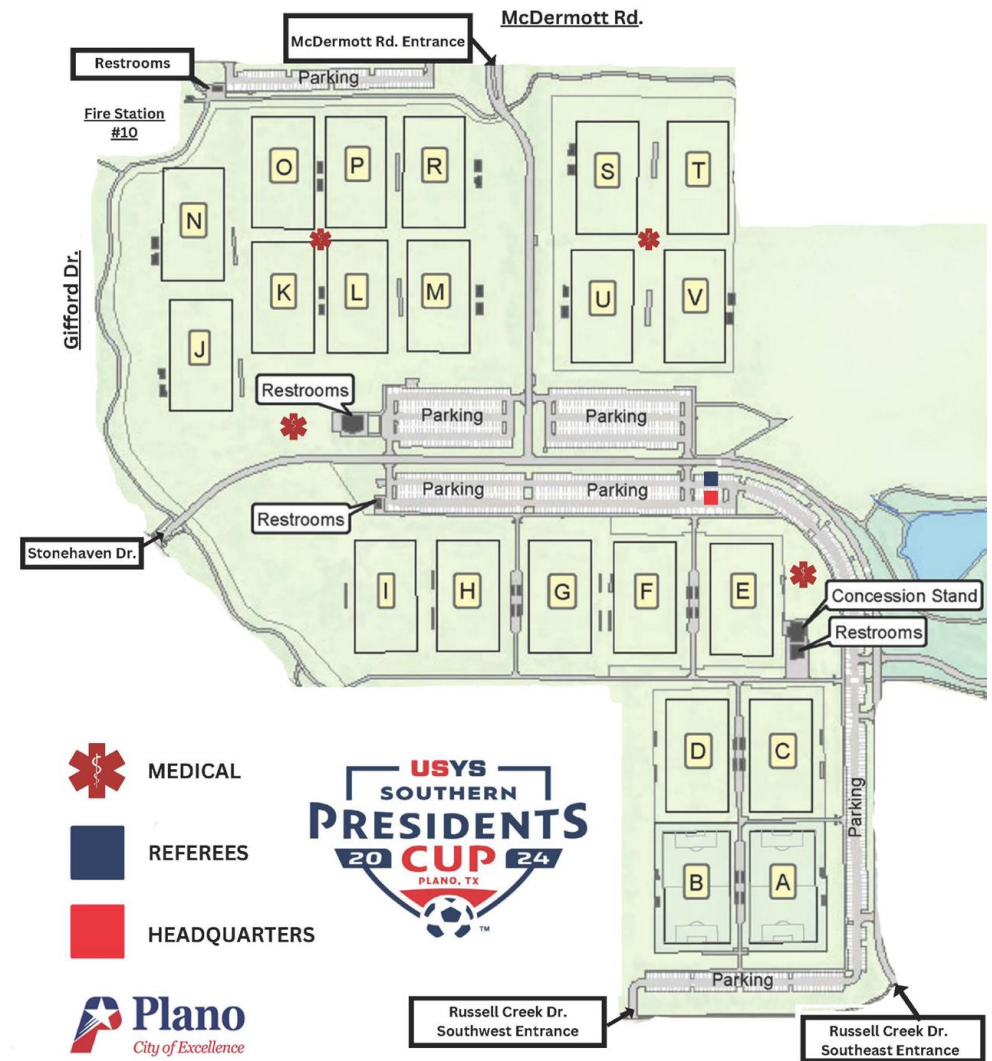 McDermott Rd.
McDermott Rd. Entrance
Restrooms
Parking
Fire Station
#10
O
P
R
S
T
N
Gifford Dr.
K
L
M
U
V
J
Restrooms
Parking
Parking
Parking
Parking
Restrooms
Stonehaven Dr.
I
H
G
F
E
Concession Stand
Restrooms
D
C
Parking
B
A
Parking
MEDICAL
REFEREES
HEADQUARTERS
USYS
SOUTHERN
PRESIDENTS
20 CUP 24
PLANO, TX
TM
Plano
City of Excellence
Russell Creek Dr.
Southwest Entrance
Russell Creek Dr.
Southeast Entrance